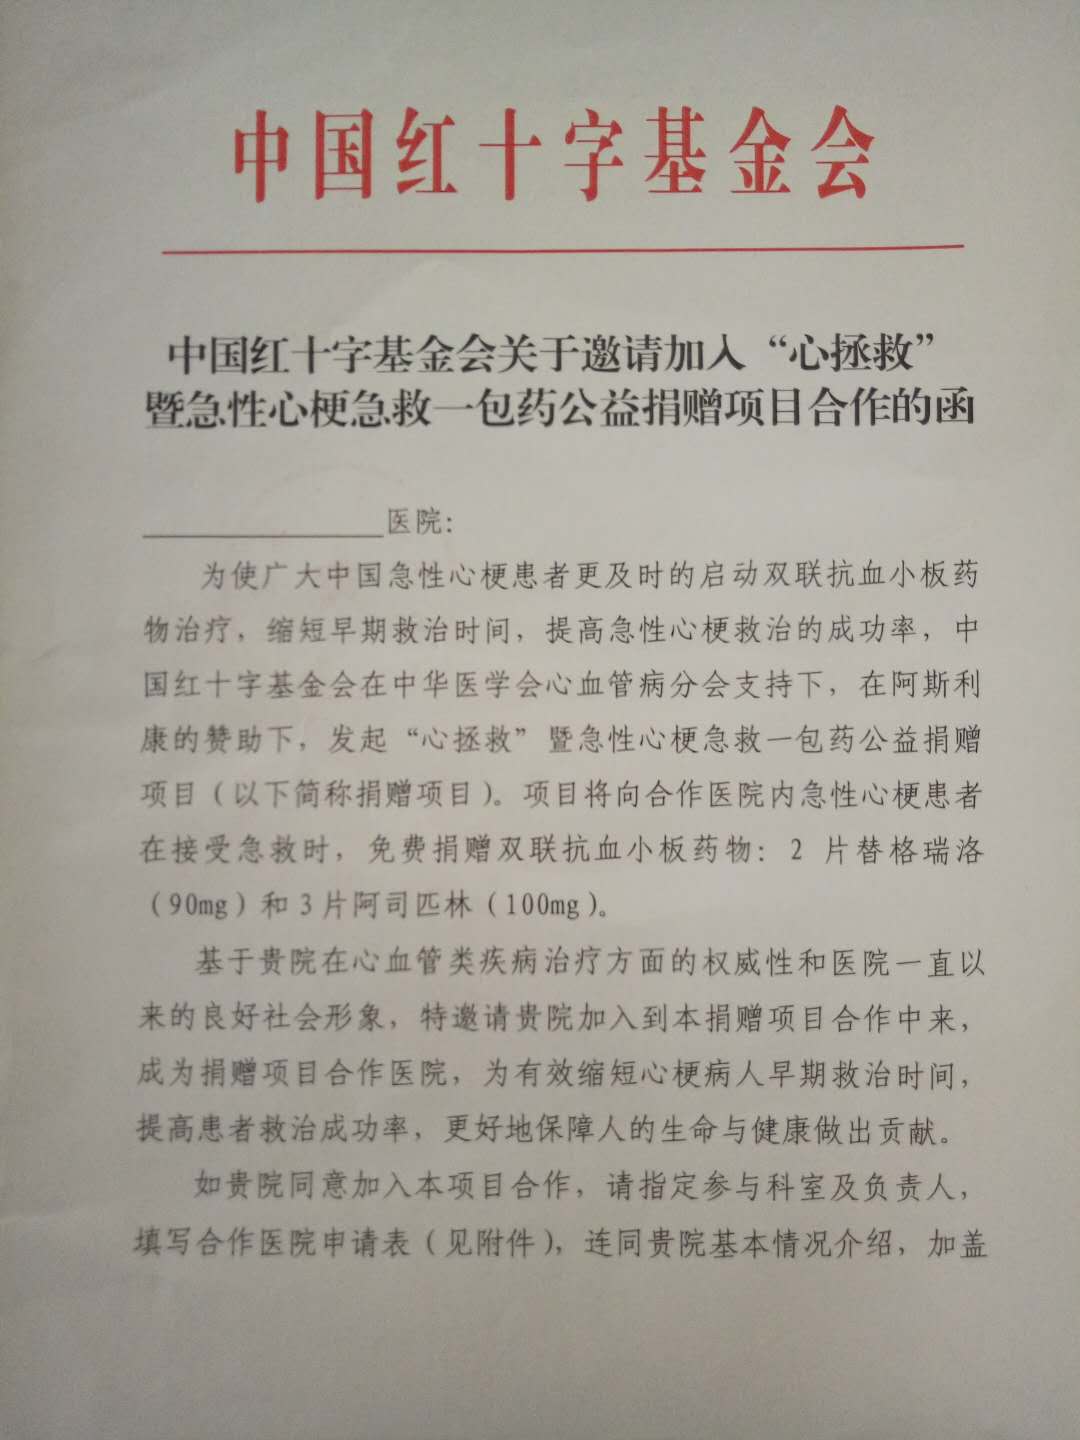 中国红十字基金会
中国红十字基金会关于邀请加入“心拯救”
暨急性心梗急救一包药公益捐赠项目合作的函
医院：
为使广大中国急性心梗患者更及时的启动双联抗血小板药
物治疗，缩短早期救治时间，提高急性心梗救治的成功率，中
国红十字基金会在中华医学会心血管病分会支持下，在阿斯利
康的赞助下，发起“心拯救”暨急性心梗急救一包药公益捐赠
项目（以下简称捐赠项目）。项目将向合作医院内急性心梗患者
在接受急救时，免费捐赠双联抗血小板药物：2 片替格瑞洛
（90mg）和 3 片阿司匹林（100mg）。
基于贵院在心血管类疾病治疗方面的权威性和医院一直以
来的良好社会形象，特邀请贵院加入到本捐赠项目合作中来，
成为捐赠项目合作医院，为有效缩短心梗病人早期救治时间，
提高患者救治成功率，更好地保障人的生命与健康做出贡献。
如贵院同意加入本项目合作，请指定参与科室及负责人，
填写合作医院申请表（见附件），连同贵院基本情况介绍，加盖